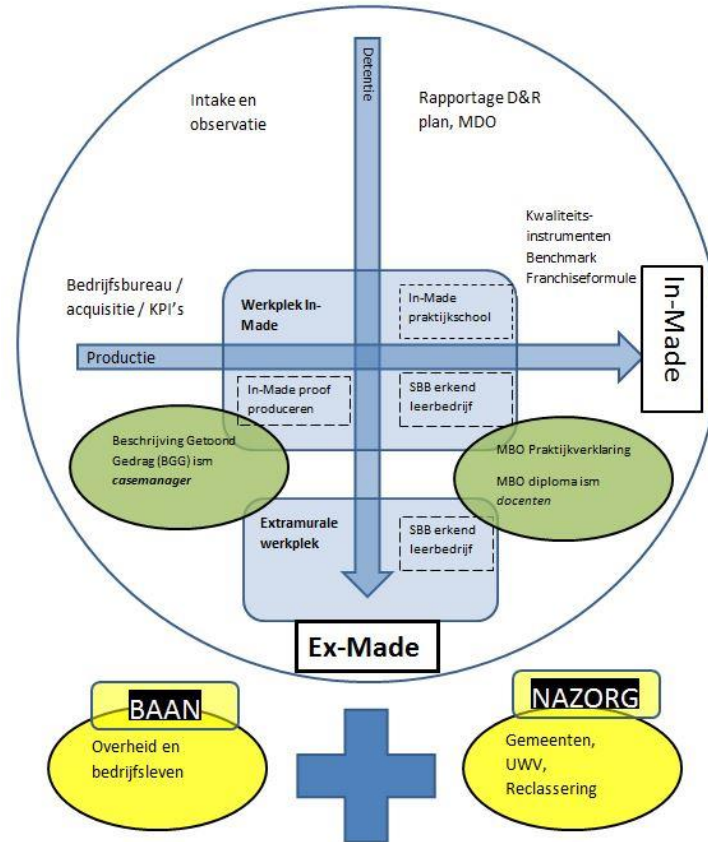 Detentie
Intake en
observatie
Rapportage D&R
plan, MDO
Kwaliteits-
instrumenten
Benchmark
Franchiseformule
In-Made
Bedrijfsbureau /
acquisitie / KPI's
Werkplek In-
Made
In-Made
praktijkschool
Productie
In-Made proof
produceren
SBB erkend
leerbedrijf
Beschrijving Getoond
Gedrag (BGG) ism
casemanager
MBO Praktijkverklaring
MBO diploma ism
docenten
Extramurale
werkplek
SBB erkend
leerbedrijf
Ex-Made
BAAN
Overheid en
bedrijfsleven
NAZORG
Gemeenten,
UWV,
Reclassering